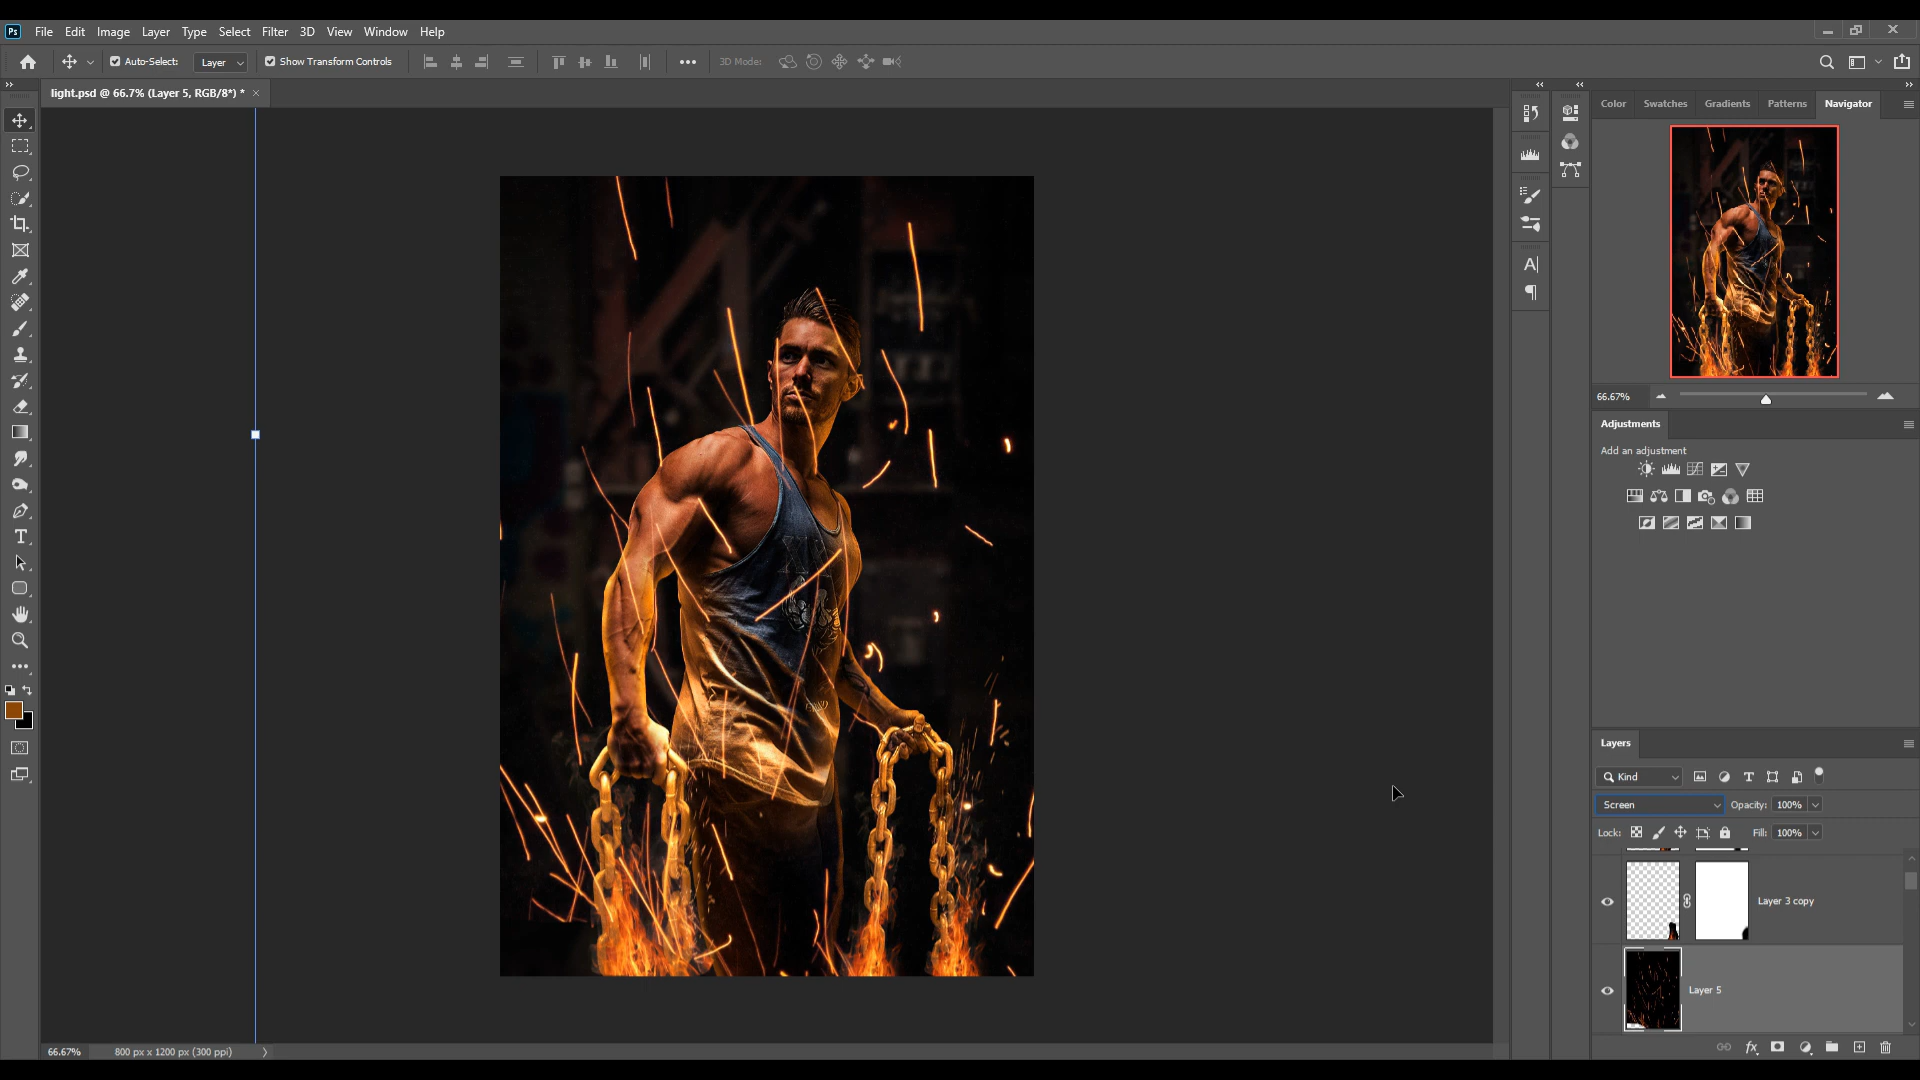 Ps File Edit Image Layer Type Select Filter 3D View Window Help
Auto-Select: Layer Show Transform Controls 3D Mode:
light.psd @ 66.7% (Layer 5, RGB/8*) *
Color Swatches Gradients Patterns Navigator
66.67%
Adjustments
Add an adjustment
Layers
Kind
Screen Opacity: 100%
Lock: Fill: 100%
Layer 3 copy
Layer 5
66.67% 800 px x 1200 px (300 ppi)